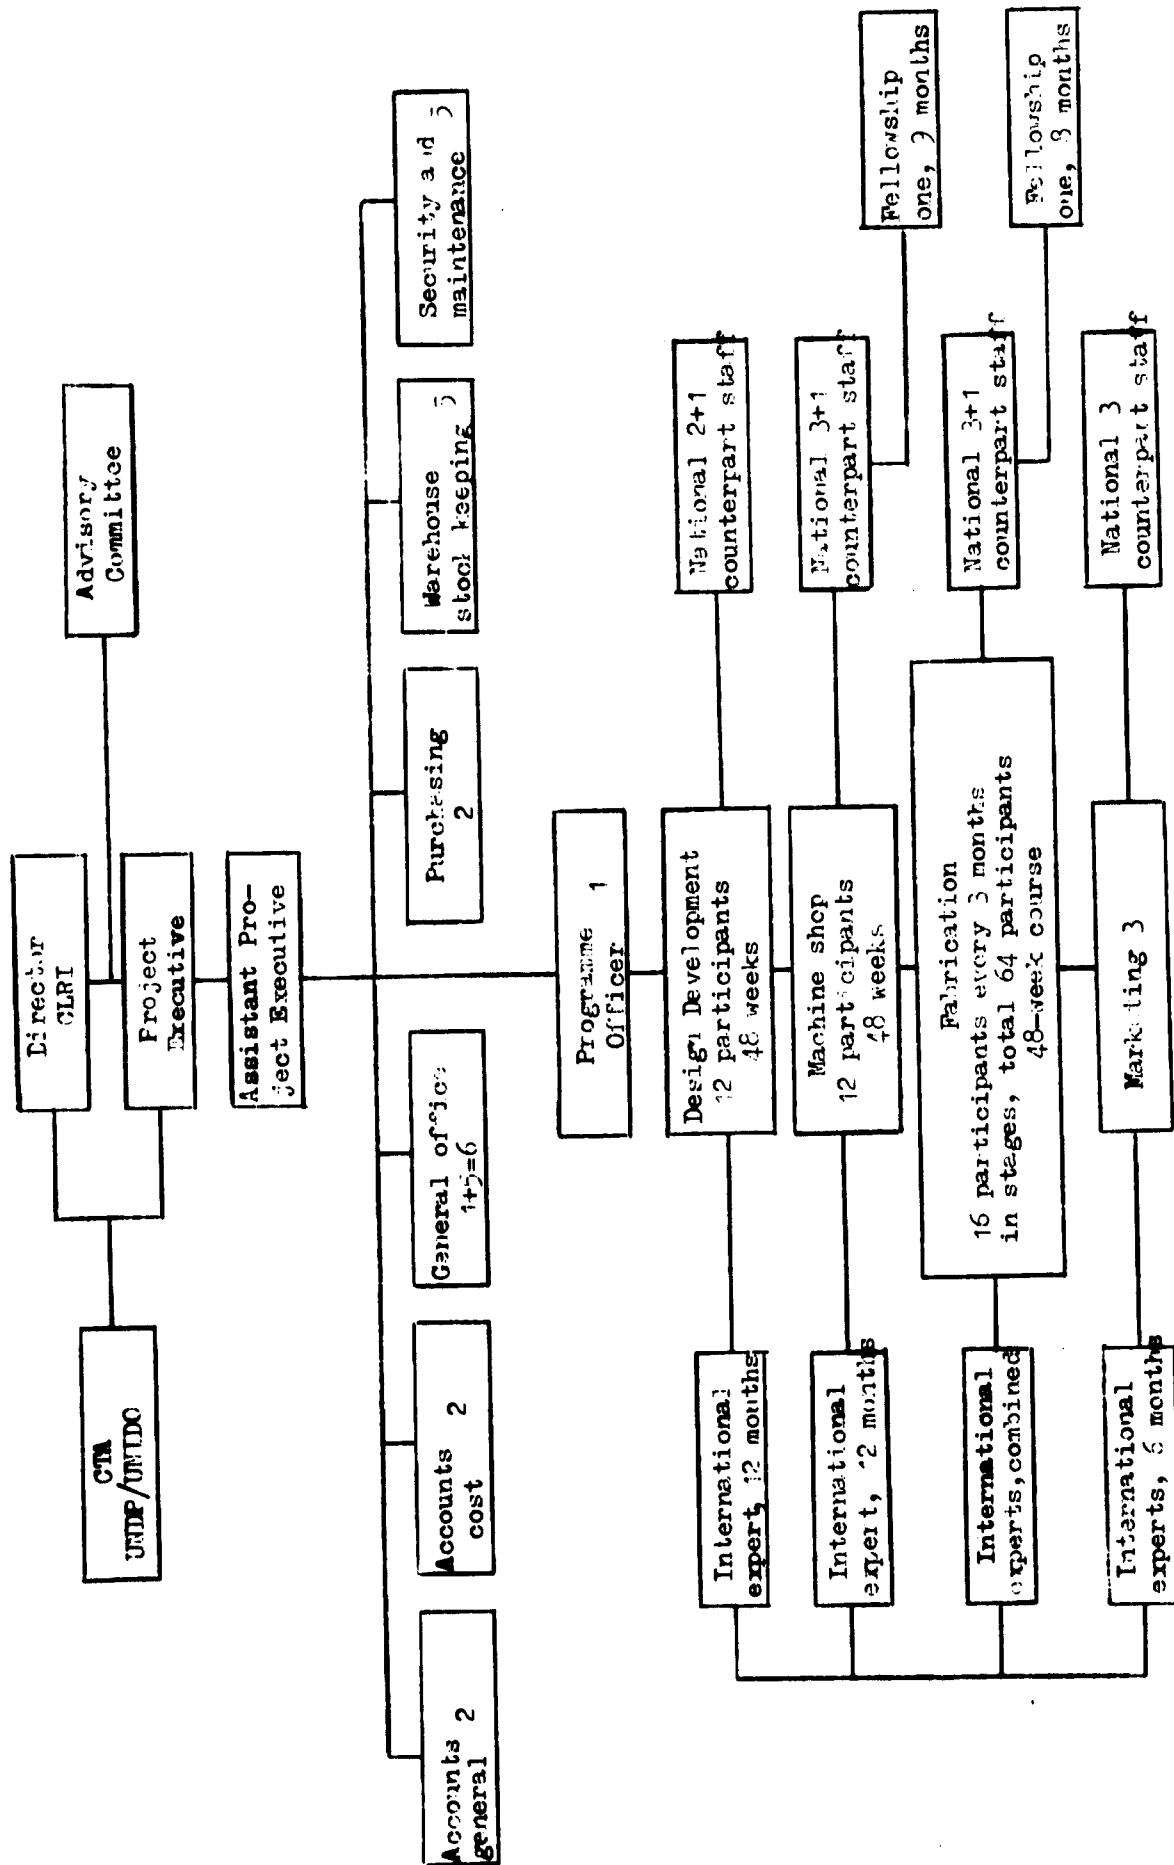 Director
CLRI
Advisory
Committee
CTA
UNDP/UNIDO
Project
Executive
Assistant Pro-
ject Executive
Accounts 2
general
Accounts 2
cost
General office
1+5=6
Purchasing
2
Warehouse
stock keeping
Security and
maintenance
Programme 1
Officer
International
expert, 12 months
Design Development
12 participants
48 weeks
National 2+1
counterpart staff
International
expert, 12 months
Machine shop
12 participants
48 weeks
National 3+1
counterpart staff
Fellowship
one, months
International
experts, combined
Fabrication
16 participants every 3 months
in stages, total 64 participants
48-week course
National 3+1
counterpart staff
Fellowship
one, months
International
experts, 6 months
Marketing 3
National 3
counterpart staff